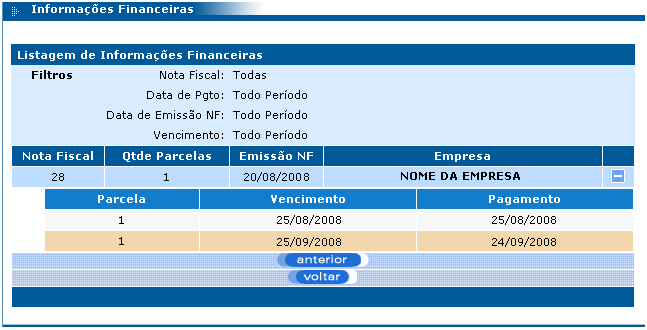 Informações Financeiras
Listagem de Informações Financeiras
Filtros Nota Fiscal: Todas
Data de Pgto: Todo Período
Data de Emissão NF: Todo Período
Vencimento: Todo Período
Nota Fiscal Qtde Parcelas Emissão NF Empresa
28 1 20/08/2008 NOME DA EMPRESA
Parcela Vencimento Pagamento
1 25/08/2008 25/08/2008
1 25/09/2008 24/09/2008
anterior
voltar